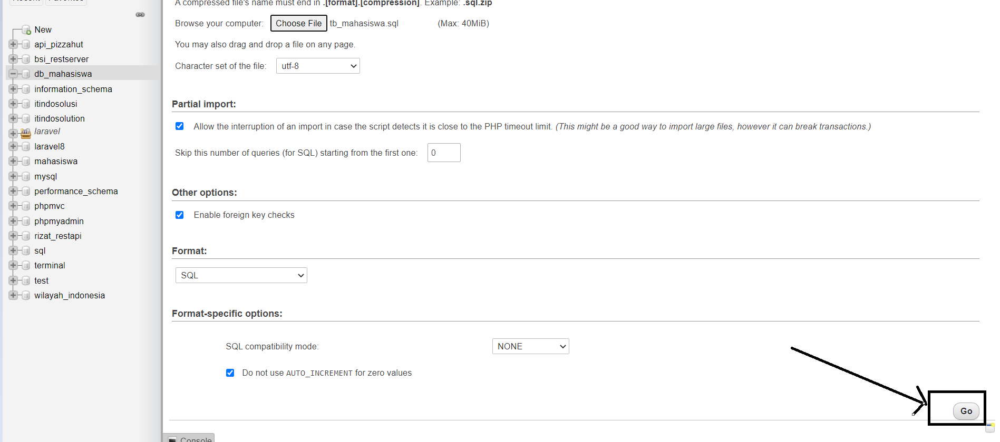 Recent Favorites
New
api_pizzahut
bsi_restserver
db_mahasiswa
information_schema
itindosolusi
itindosolution
laravel
laravel8
mahasiswa
mysql
performance_schema
phpmvc
phpmyadmin
rizat_restapi
sql
terminal
test
wilayah_indonesia
A compressed file's name must end in .[format].[compression]. Example: .sql.zip
Browse your computer: Choose File tb_mahasiswa.sql (Max: 40MiB)
You may also drag and drop a file on any page.
Character set of the file: utf-8
Partial import:
Allow the interruption of an import in case the script detects it is close to the PHP timeout limit. (This might be a good way to import large files, however it can break transactions.)
Skip this number of queries (for SQL) starting from the first one: 0
Other options:
Enable foreign key checks
Format:
SQL
Format-specific options:
SQL compatibility mode: NONE
Do not use AUTO_INCREMENT for zero values
Go
Console